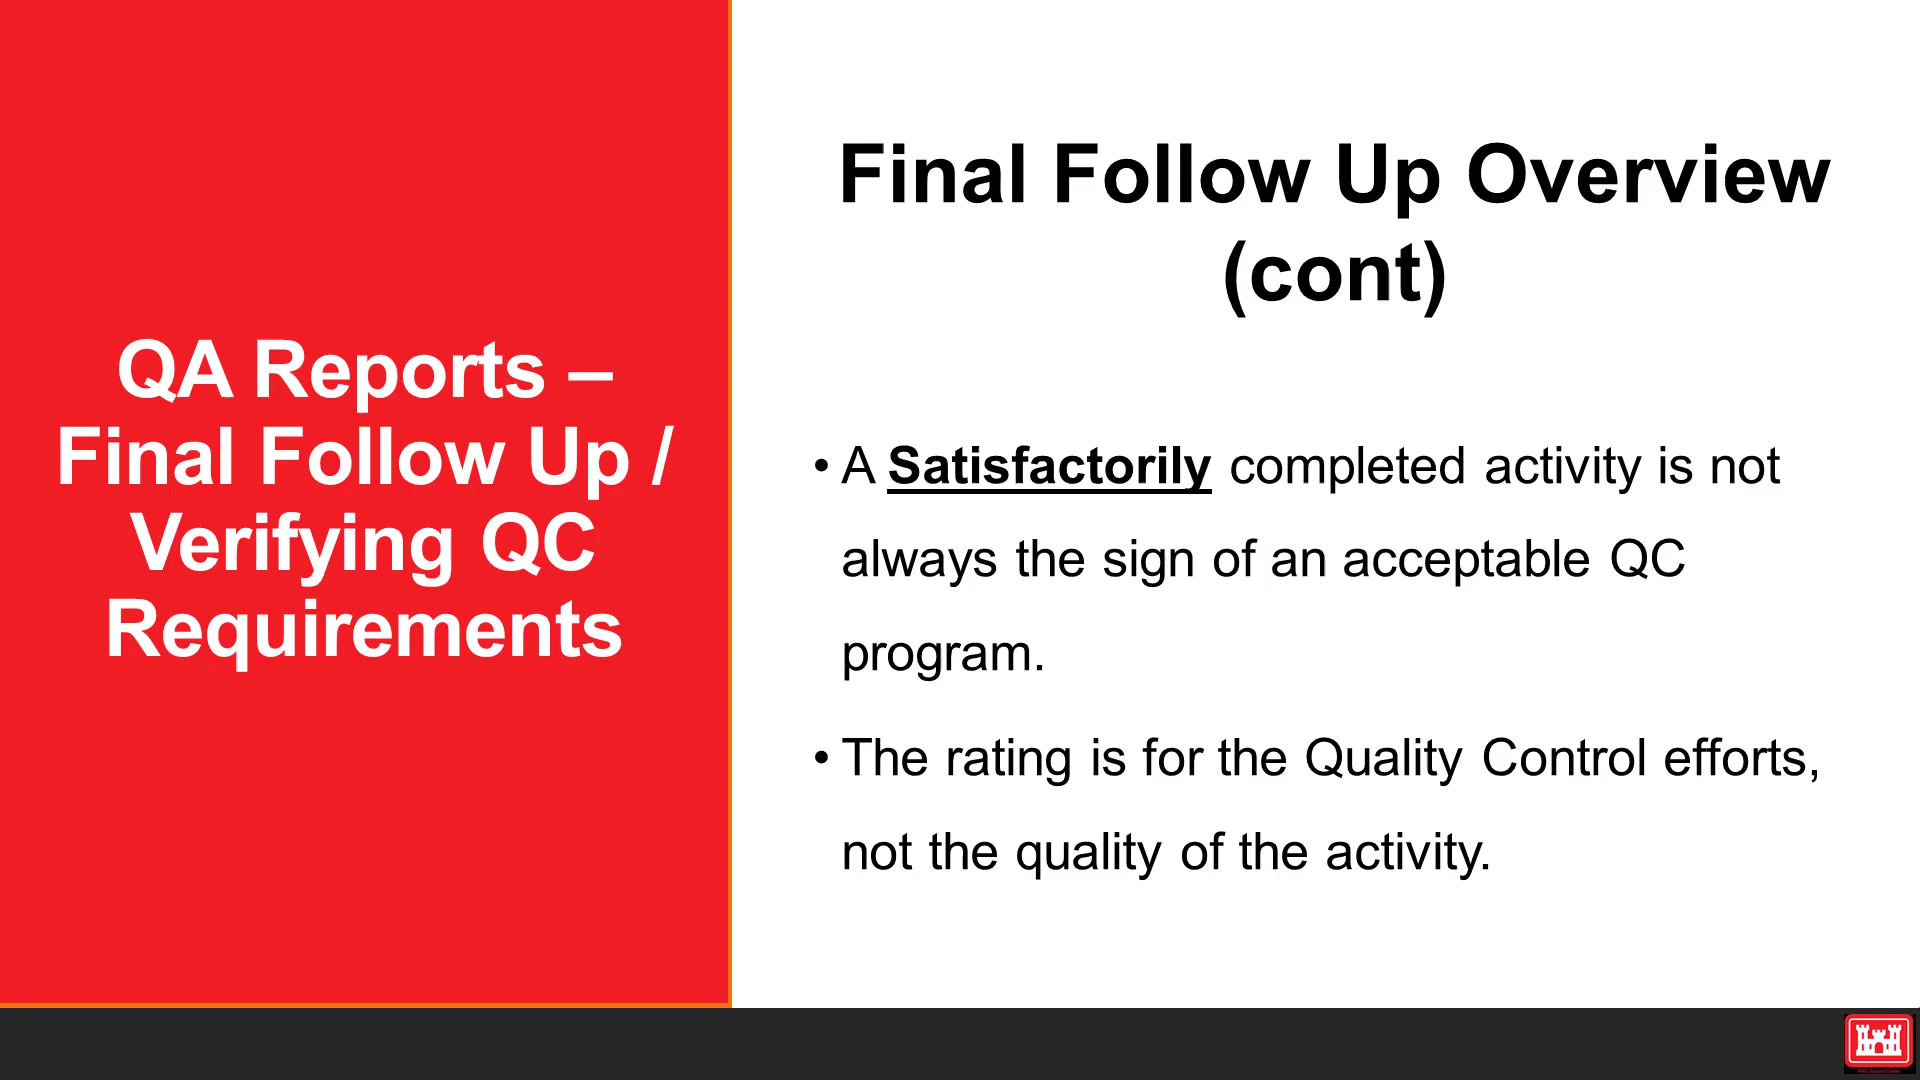 QA Reports –
Final Follow Up /
Verifying QC
Requirements
Final Follow Up Overview
(cont)
• A Satisfactorily completed activity is not
always the sign of an acceptable QC
program.
• The rating is for the Quality Control efforts,
not the quality of the activity.